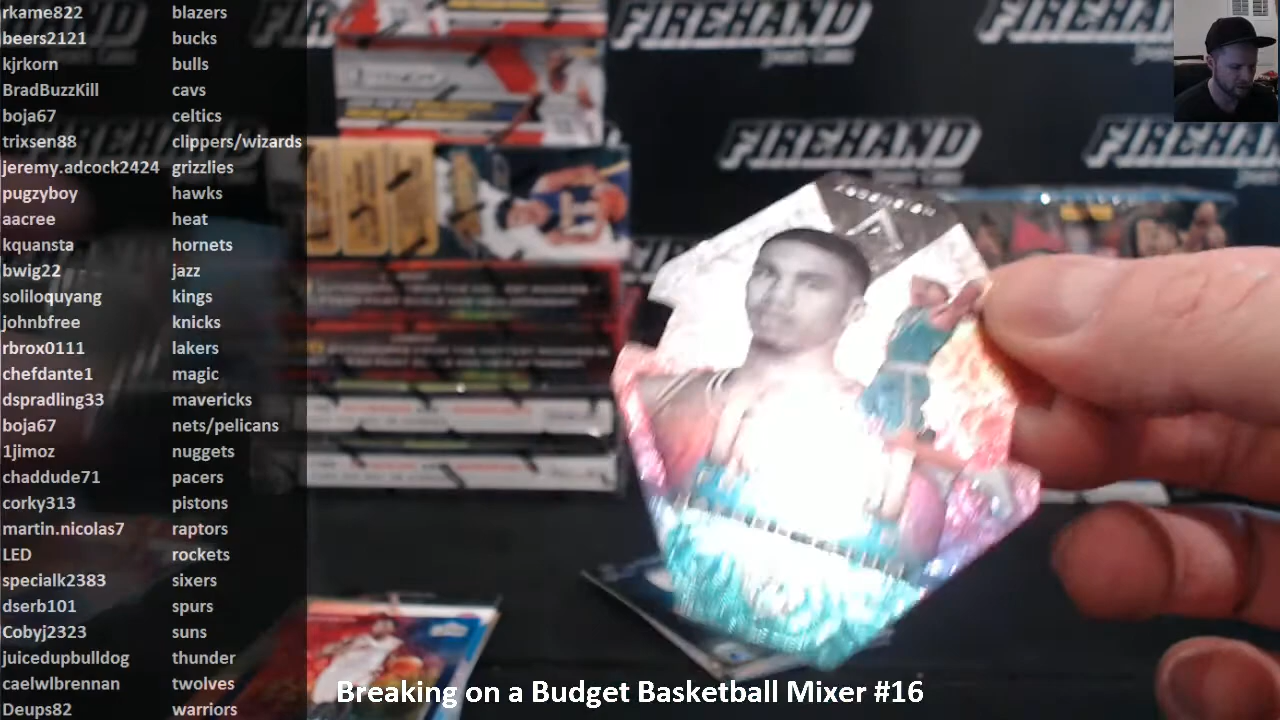 rkame822 blazers
beers2121 bucks
kjrkorn bulls
BradBuzzKill cavs
boja67 celtics
trixsen88 clippers/wizards
jeremy.adcock2424 grizzlies
pugzyboy hawks
aacree heat
kquansta hornets
bwig22 jazz
soliloquyang kings
johnbfree knicks
rbrox0111 lakers
chefdante1 magic
dspradling33 mavericks
boja67 nets/pelicans
1jimoz nuggets
chaddude71 pacers
corky313 pistons
martin.nicolas7 raptors
LED rockets
specialk2383 sixers
dserb101 spurs
Cobyj2323 suns
juicedupbulldog thunder
caelwlbrennan twolves
Deups82 warriors
FIREHAND
FIREHAND
FIREHAND
FIREHAND
ASCENSION
Breaking on a Budget Basketball Mixer #16